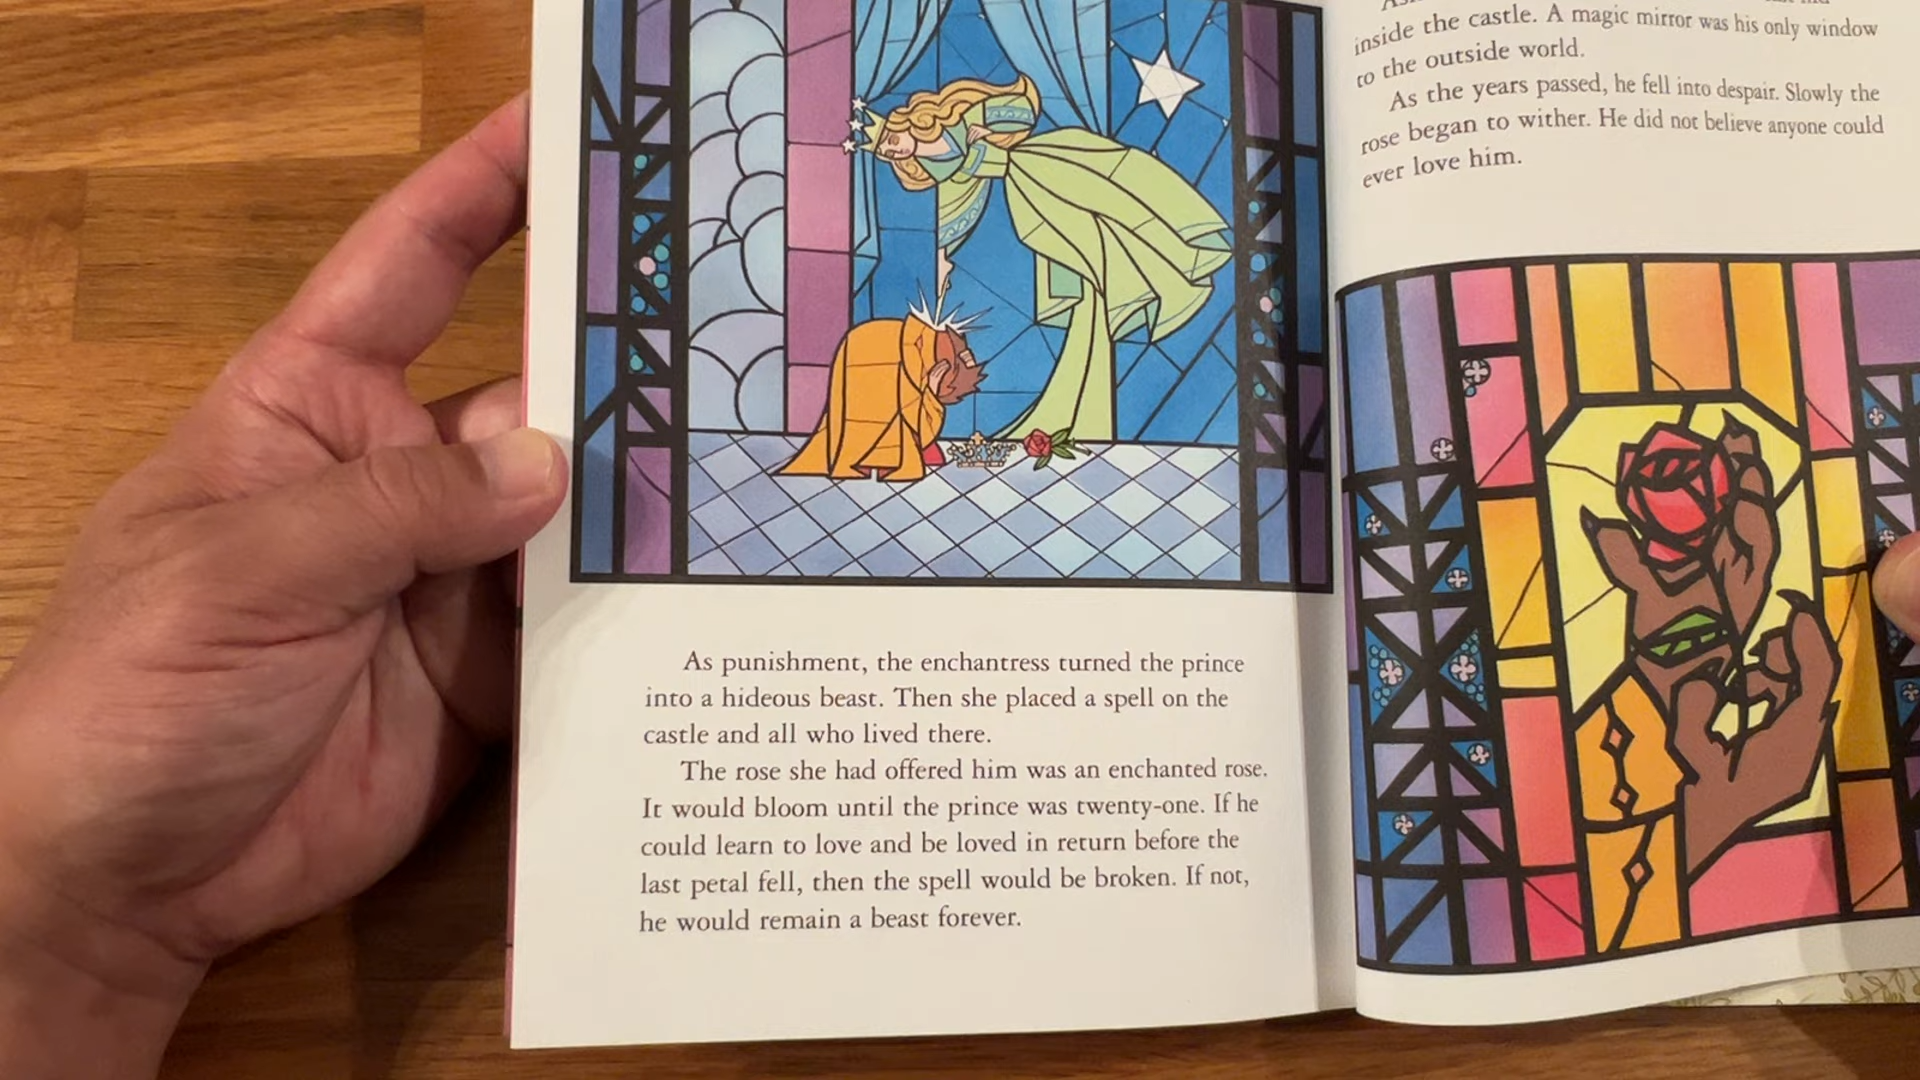 As punishment, the enchantress turned the prince
into a hideous beast. Then she placed a spell on the
castle and all who lived there.
The rose she had offered him was an enchanted rose.
It would bloom until the prince was twenty-one. If he
could learn to love and be loved in return before the
last petal fell, then the spell would be broken. If not,
he would remain a beast forever.
inside the castle. A magic mirror was his only window
to the outside world.
As the years passed, he fell into despair. Slowly the
rose began to wither. He did not believe anyone could
ever love him.